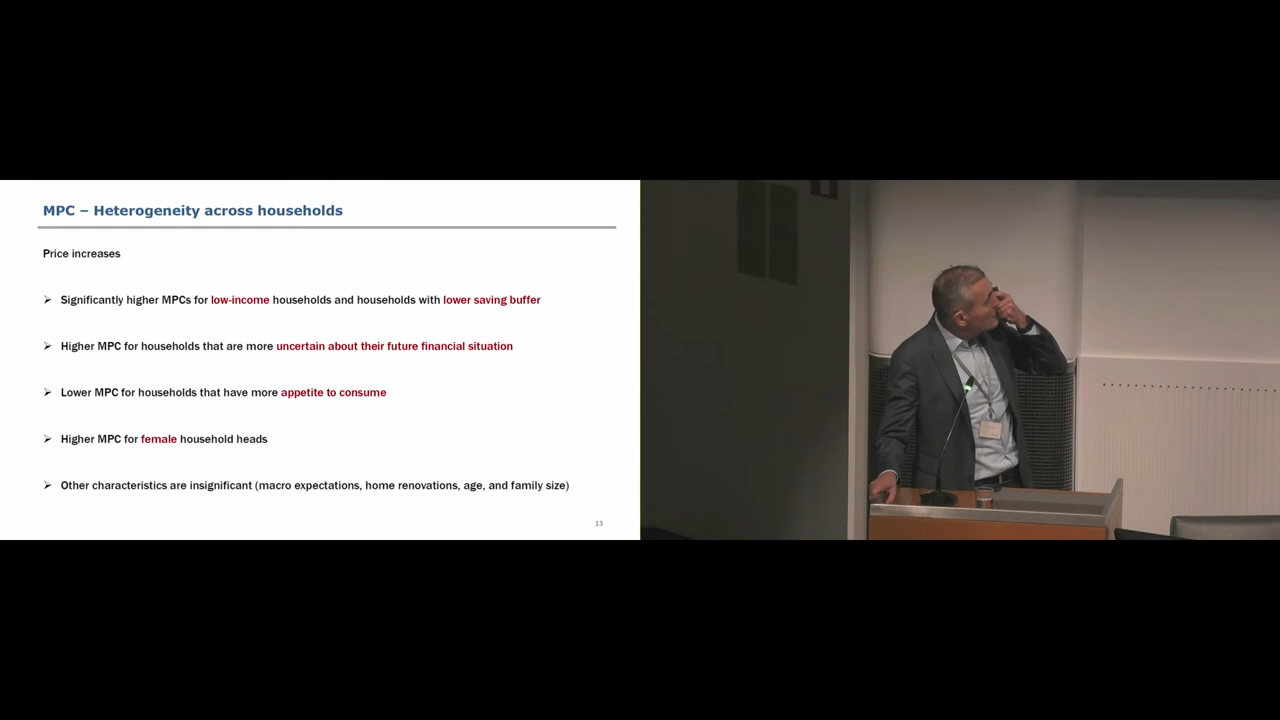 MPC – Heterogeneity across households
Price increases
Significantly higher MPCs for low-income households and households with lower saving buffer
Higher MPC for households that are more uncertain about their future financial situation
Lower MPC for households that have more appetite to consume
Higher MPC for female household heads
Other characteristics are insignificant (macro expectations, home renovations, age, and family size)
13